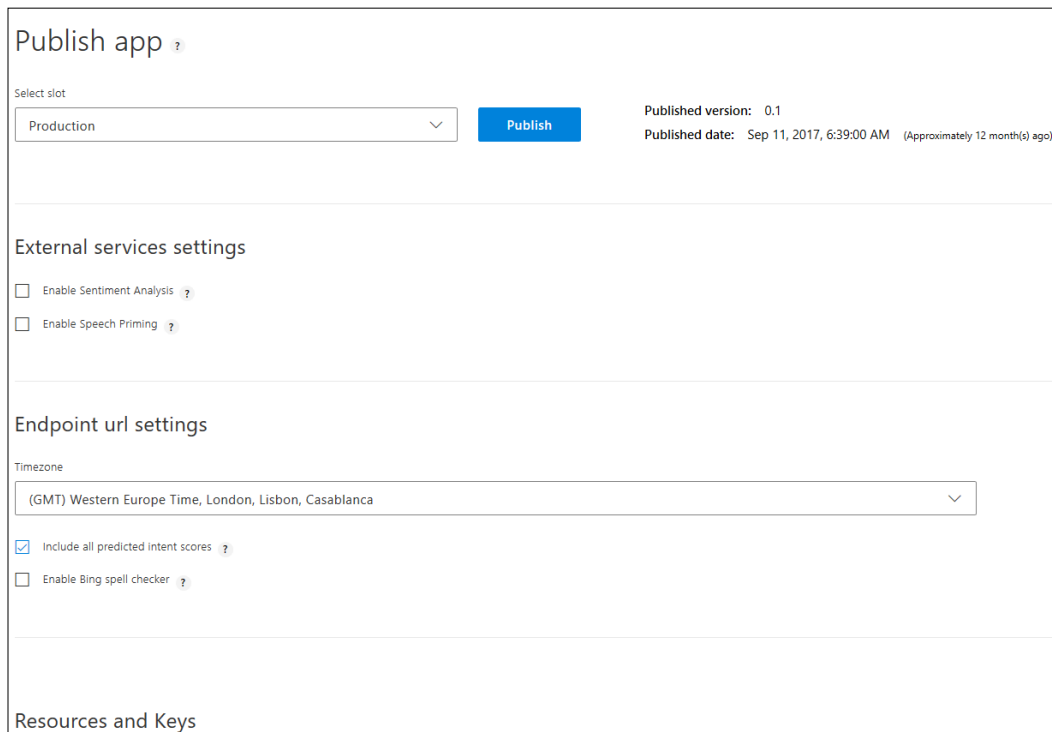 Publish app ?
Select slot
Production
Publish
Published version: 0.1
Published date: Sep 11, 2017, 6:39:00 AM (Approximately 12 month(s) ago)
External services settings
Enable Sentiment Analysis ?
Enable Speech Priming ?
Endpoint url settings
Timezone
(GMT) Western Europe Time, London, Lisbon, Casablanca
Include all predicted intent scores ?
Enable Bing spell checker ?
Resources and Keys